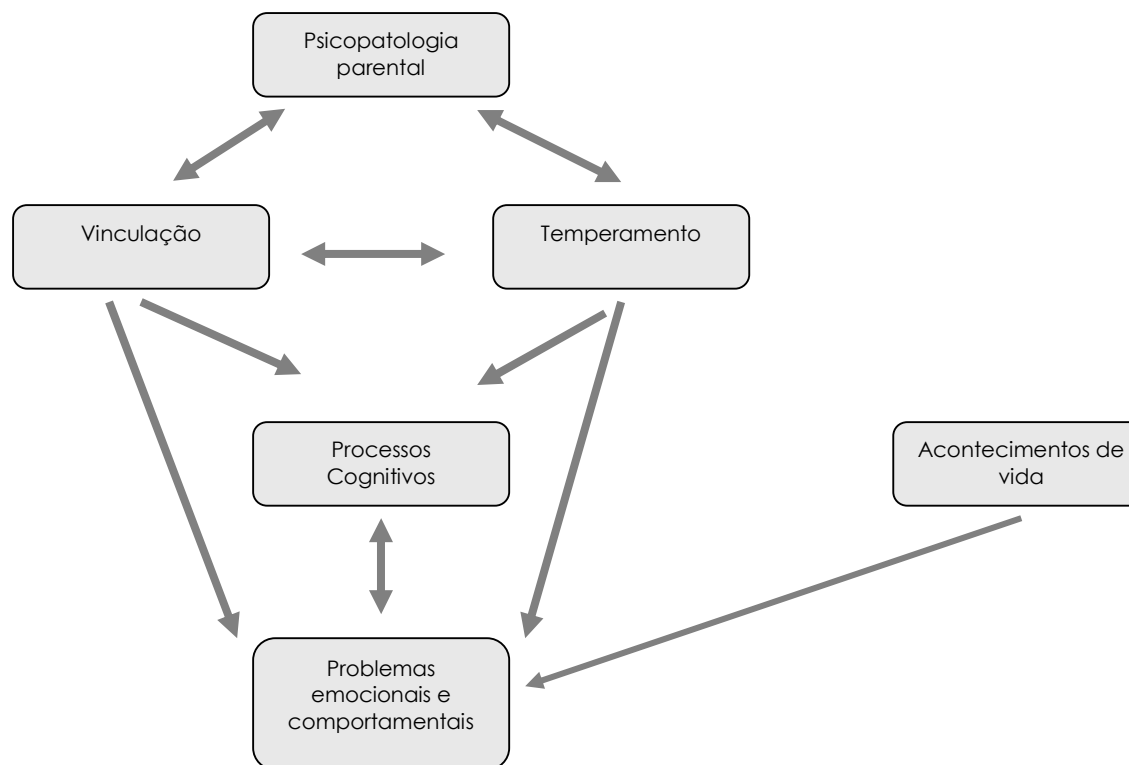 Psicopatologia
parental
Vinculação
Temperamento
Processos
Cognitivos
Acontecimentos de
vida
Problemas
emocionais e
comportamentais